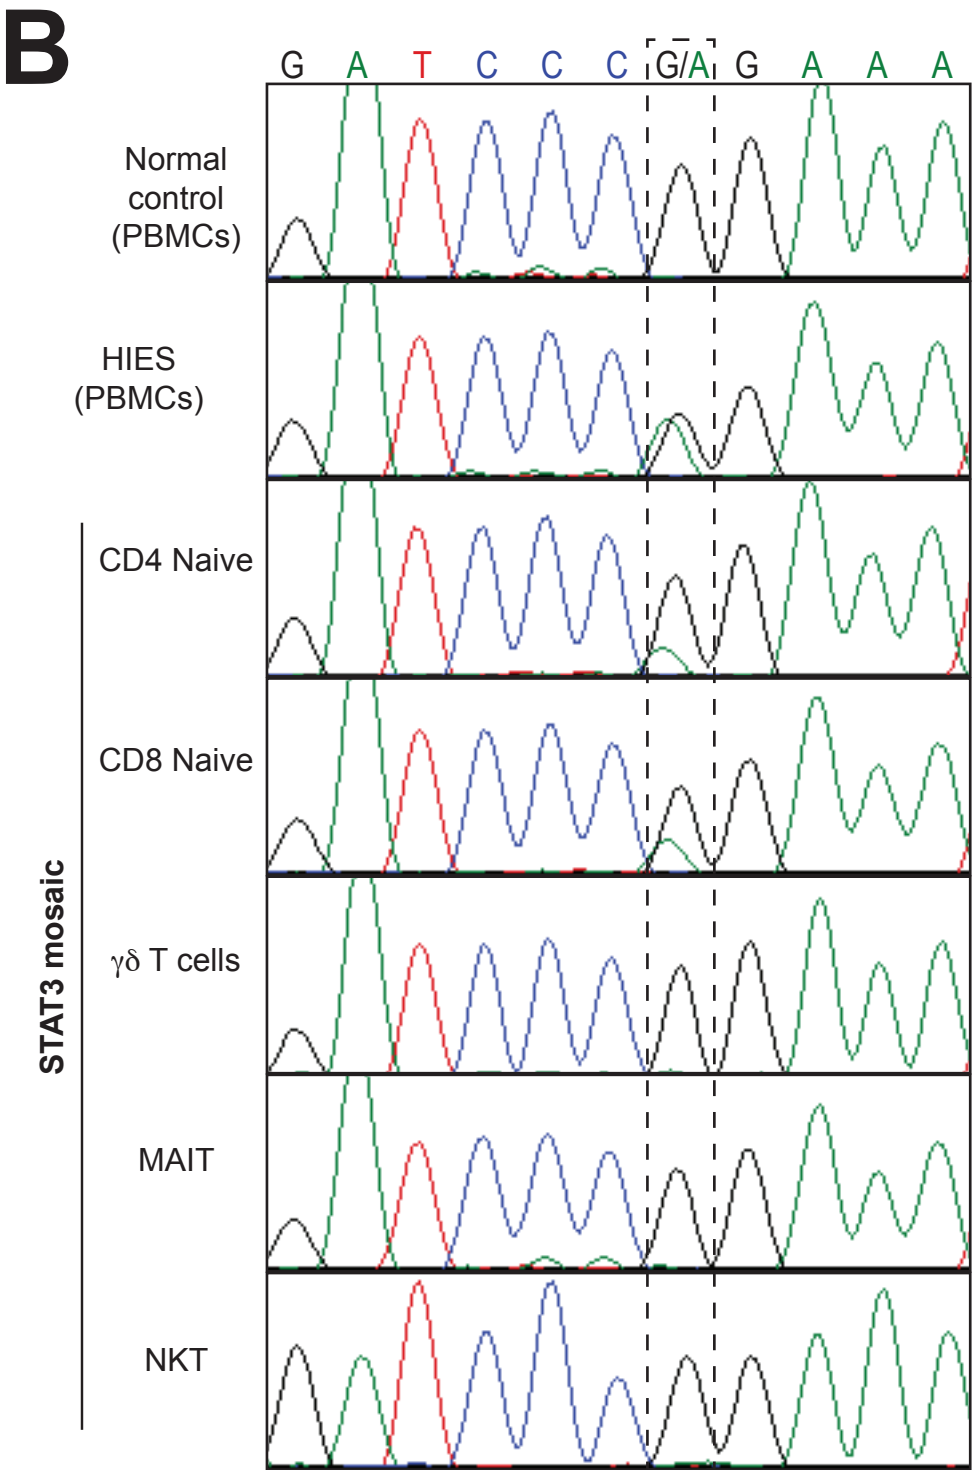 B
G A T C C C G/A G A A A
Normal
control
(PBMCs)
HIES
(PBMCs)
CD4 Naive
CD8 Naive
STAT3 mosaic
γδ T cells
MAIT
NKT